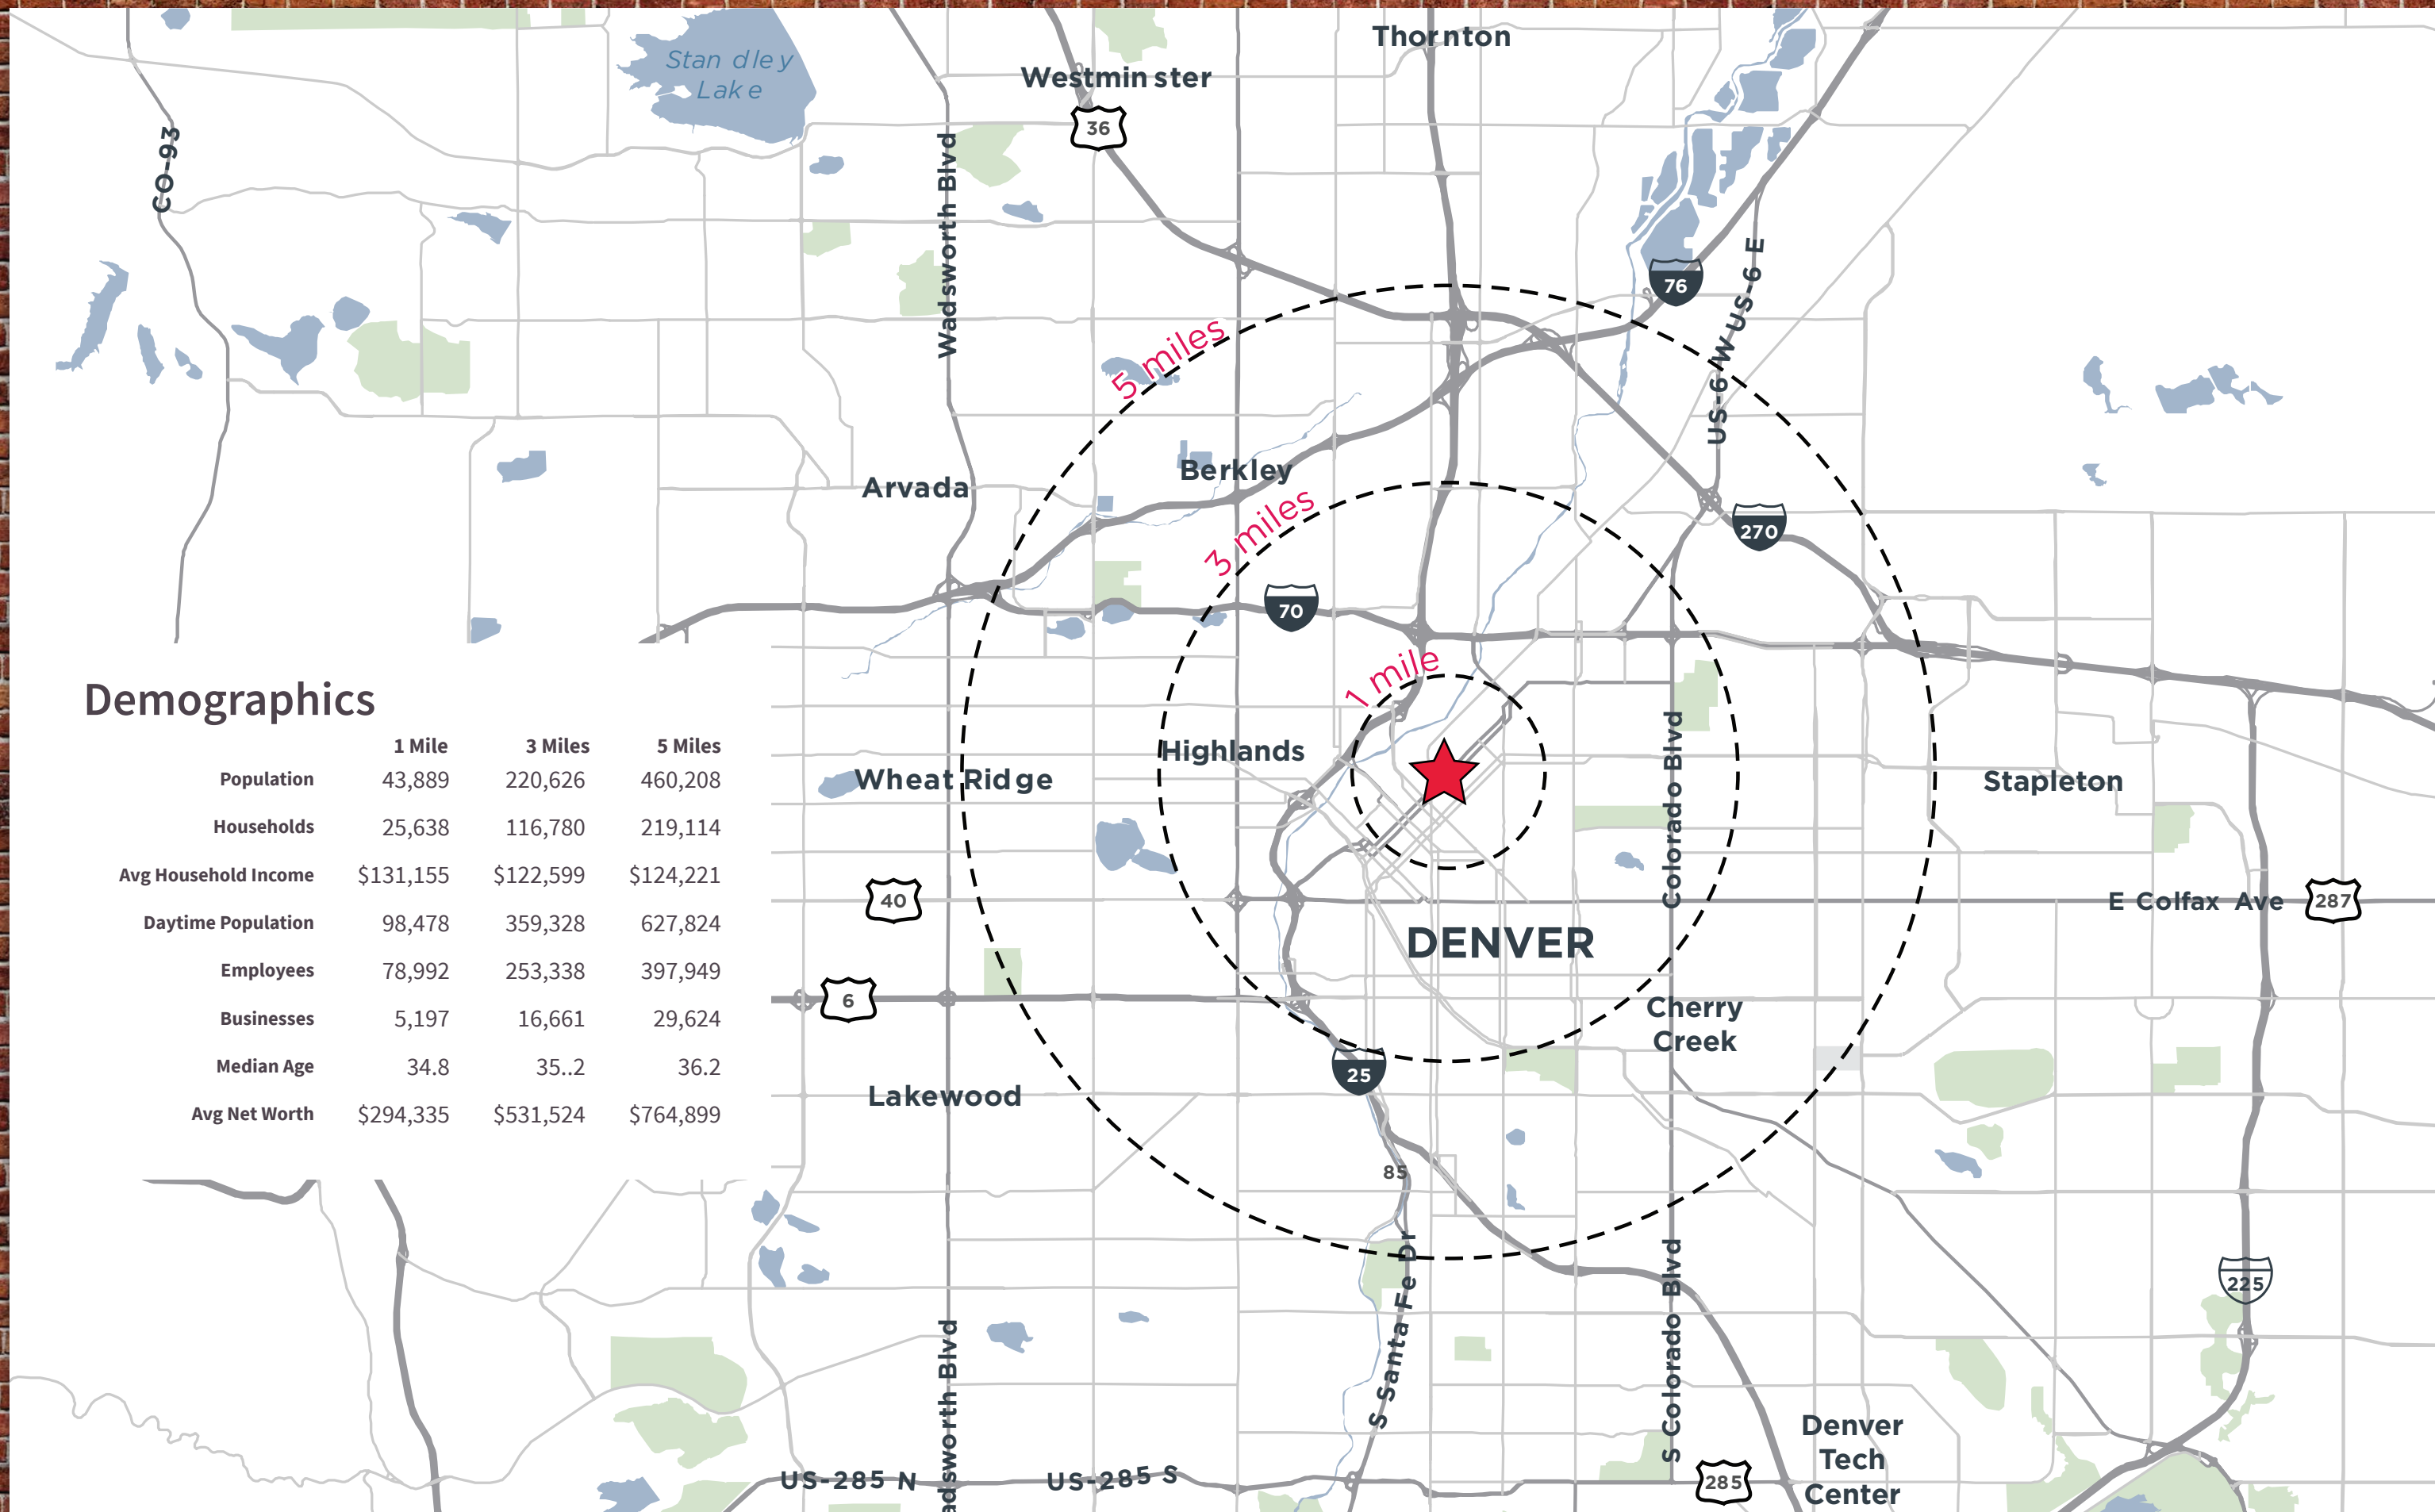 Thornton
Stan dley
Lake
Westmin ster
36
CO-93
Wadsworth Blvd
76
US-6 W US-6 E
5 miles
Berkley
Arvada
3 miles
270
70
1 mile
Demographics
1 Mile 3 Miles 5 Miles
Population 43,889 220,626 460,208
Households 25,638 116,780 219,114
Avg Household Income $131,155 $122,599 $124,221
Daytime Population 98,478 359,328 627,824
Employees 78,992 253,338 397,949
Businesses 5,197 16,661 29,624
Median Age 34.8 35..2 36.2
Avg Net Worth $294,335 $531,524 $764,899
Highlands
Wheat Ridge
Colorado Blvd
Stapleton
40
E Colfax Ave
287
DENVER
6
Cherry
Creek
25
Lakewood
85
S Santa Fe Dr
S Colorado Blvd
225
adsworth Blvd
Denver
Tech
Center
US-285 N
US-285 S
285